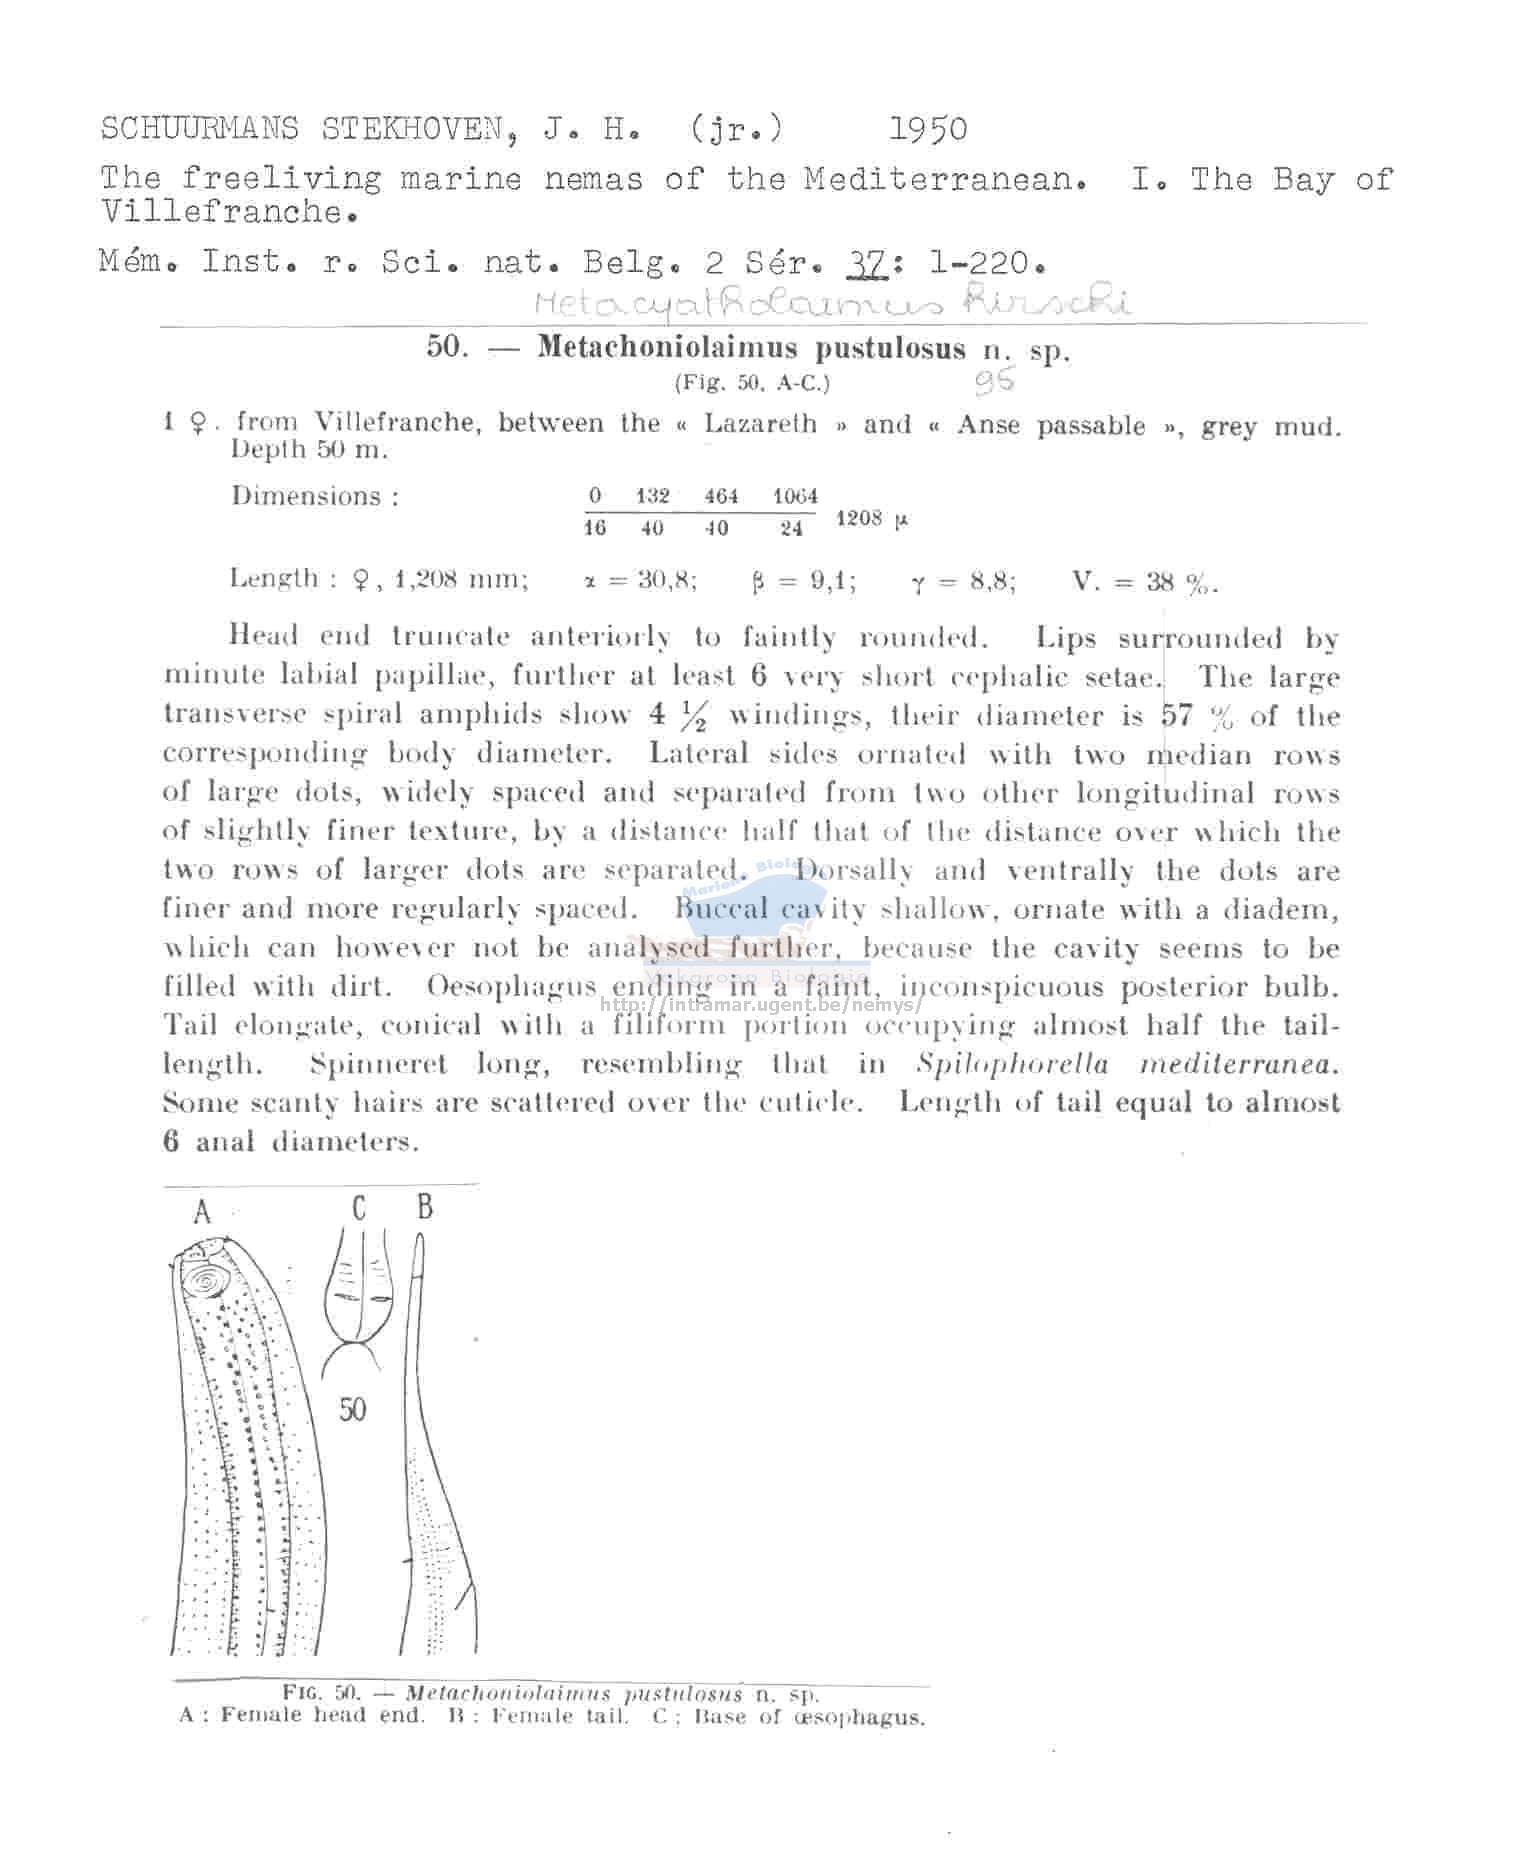 SCHUURMANS STEKHOVEN, J. H. (jr.) 1950
The freeliving marine nemas of the Mediterranean. I. The Bay of
Villefranche.
Mém. Inst. r. Sci. nat. Belg. 2 Sér. 37: 1-220.
Metacyatholaimus hirschi
50. — Metachoniolaimus pustulosus n. sp.
(Fig. 50, A-C.) 95
1 ♀. from Villefranche, between the « Lazareth » and « Anse passable », grey mud.
Depth 50 m.
Dimensions :
0 132 464 1064
16 40 40 24 1208 µ
Length : ♀, 1,208 mm; α = 30,8; β = 9,1; γ = 8,8; V. = 38 %.
Head end truncate anteriorly to faintly rounded. Lips surrounded by
minute labial papillae, further at least 6 very short cephalic setae. The large
transverse spiral amphids show 4 ½ windings, their diameter is 57 % of the
corresponding body diameter. Lateral sides ornated with two median rows
of large dots, widely spaced and separated from two other longitudinal rows
of slightly finer texture, by a distance half that of the distance over which the
two rows of larger dots are separated. Dorsally and ventrally the dots are
finer and more regularly spaced. Buccal cavity shallow, ornate with a diadem,
which can however not be analysed further, because the cavity seems to be
filled with dirt. Oesophagus ending in a faint, inconspicuous posterior bulb.
http://intramar.ugent.be/nemys/
Tail elongate, conical with a filiform portion occupying almost half the tail-
length. Spinneret long, resembling that in Spilophorella mediterranea.
Some scanty hairs are scattered over the cuticle. Length of tail equal to almost
6 anal diameters.
A C B
50
FIG. 50. — Metachoniolaimus pustulosus n. sp.
A : Female head end. B : Female tail. C : Base of œsophagus.